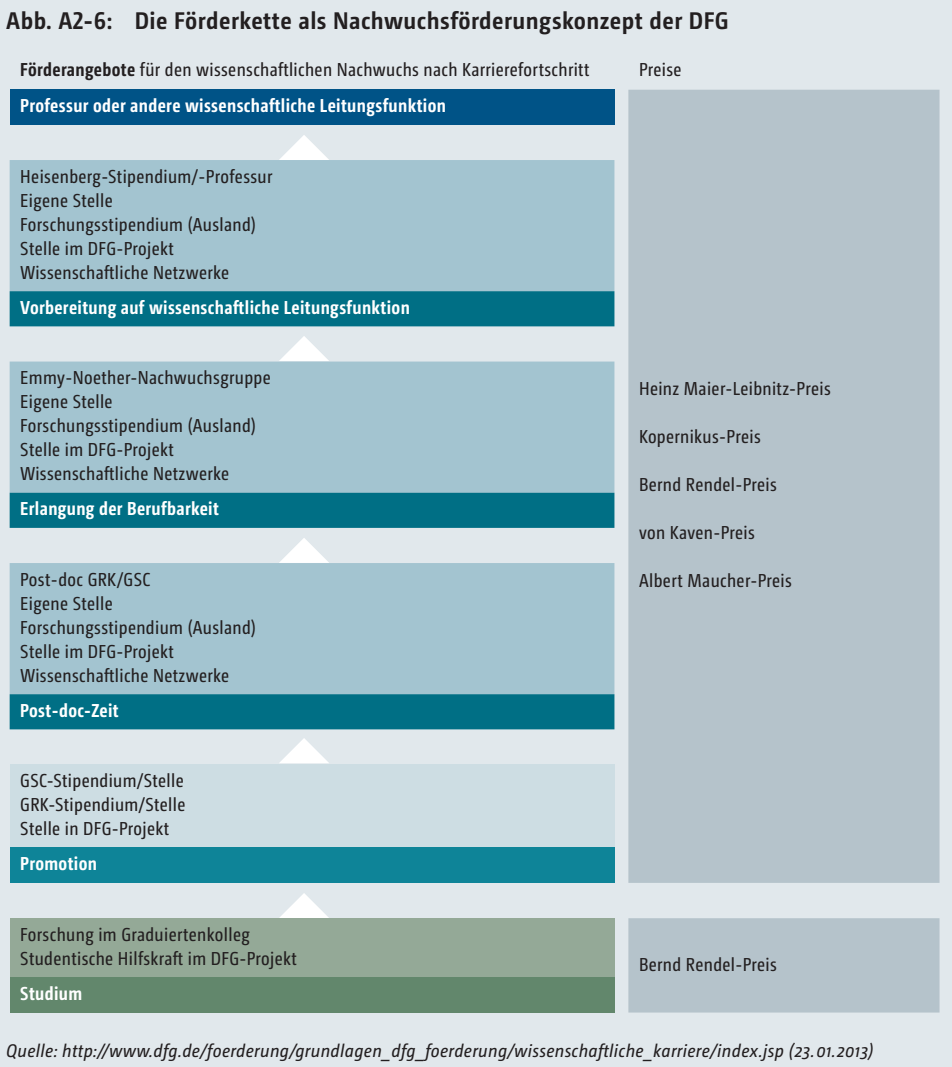 Abb. A2-6: Die Förderkette als Nachwuchsförderungskonzept der DFG
Förderangebote für den wissenschaftlichen Nachwuchs nach Karrierefortschritt
Preise
Professur oder andere wissenschaftliche Leitungsfunktion
Heisenberg-Stipendium/-Professur
Eigene Stelle
Forschungsstipendium (Ausland)
Stelle im DFG-Projekt
Wissenschaftliche Netzwerke
Vorbereitung auf wissenschaftliche Leitungsfunktion
Emmy-Noether-Nachwuchsgruppe
Eigene Stelle
Forschungsstipendium (Ausland)
Stelle im DFG-Projekt
Wissenschaftliche Netzwerke
Erlangung der Berufbarkeit
Post-doc GRK/GSC
Eigene Stelle
Forschungsstipendium (Ausland)
Stelle im DFG-Projekt
Wissenschaftliche Netzwerke
Post-doc-Zeit
GSC-Stipendium/Stelle
GRK-Stipendium/Stelle
Stelle in DFG-Projekt
Promotion
Heinz Maier-Leibnitz-Preis
Kopernikus-Preis
Bernd Rendel-Preis
von Kaven-Preis
Albert Maucher-Preis
Forschung im Graduiertenkolleg
Studentische Hilfskraft im DFG-Projekt
Studium
Bernd Rendel-Preis
Quelle: http://www.dfg.de/foerderung/grundlagen_dfg_foerderung/wissenschaftliche_karriere/index.jsp (23.01.2013)